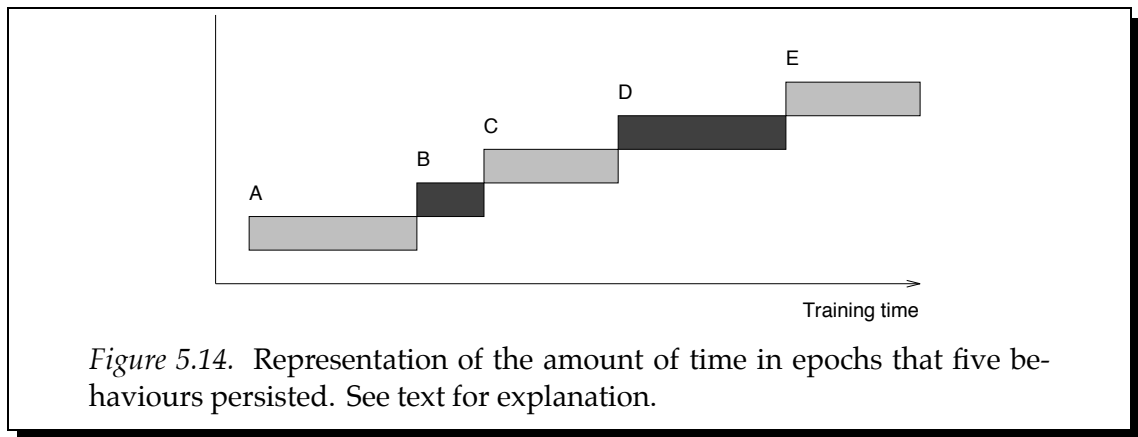 E
D
C
B
A
Training time
Figure 5.14. Representation of the amount of time in epochs that five be-
haviours persisted. See text for explanation.